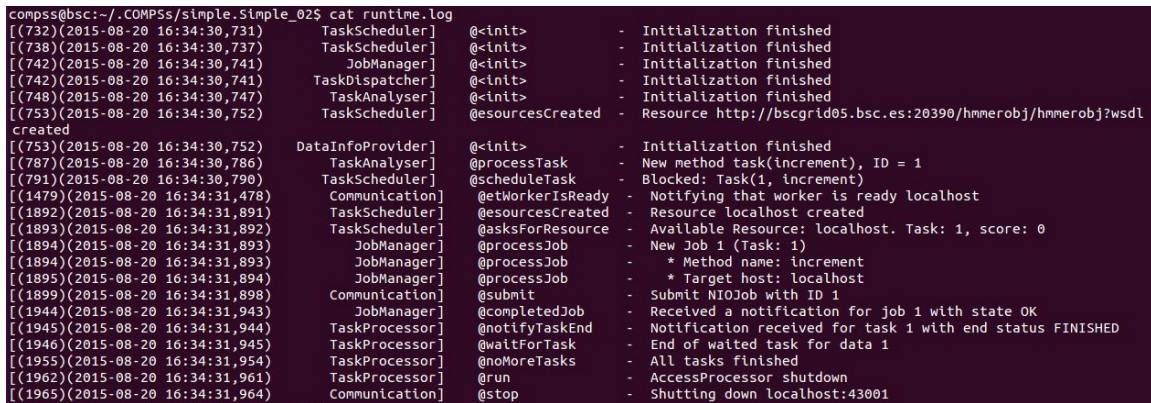 compss@bsc:~/.COMPSs/simple.Simple_02$ cat runtime.log
[(732)(2015-08-20 16:34:30,731) TaskScheduler] @<init> - Initialization finished
[(738)(2015-08-20 16:34:30,737) TaskScheduler] @<init> - Initialization finished
[(742)(2015-08-20 16:34:30,741) JobManager] @<init> - Initialization finished
[(742)(2015-08-20 16:34:30,741) TaskDispatcher] @<init> - Initialization finished
[(748)(2015-08-20 16:34:30,747) TaskAnalyser] @<init> - Initialization finished
[(753)(2015-08-20 16:34:30,752) TaskScheduler] @esourcesCreated - Resource http://bscgrid05.bsc.es:20390/hmmerobj/hmmerobj?wsdl
created
[(753)(2015-08-20 16:34:30,752) DataInfoProvider] @<init> - Initialization finished
[(787)(2015-08-20 16:34:30,786) TaskAnalyser] @processTask - New method task(increment), ID = 1
[(791)(2015-08-20 16:34:30,790) TaskScheduler] @scheduleTask - Blocked: Task(1, increment)
[(1479)(2015-08-20 16:34:31,478) Communication] @etWorkerIsReady - Notifying that worker is ready localhost
[(1892)(2015-08-20 16:34:31,891) TaskScheduler] @esourcesCreated - Resource localhost created
[(1893)(2015-08-20 16:34:31,892) TaskScheduler] @asksForResource - Available Resource: localhost. Task: 1, score: 0
[(1894)(2015-08-20 16:34:31,893) JobManager] @processJob - New Job 1 (Task: 1)
[(1894)(2015-08-20 16:34:31,893) JobManager] @processJob - * Method name: increment
[(1895)(2015-08-20 16:34:31,894) JobManager] @processJob - * Target host: localhost
[(1899)(2015-08-20 16:34:31,898) Communication] @submit - Submit NIOJob with ID 1
[(1944)(2015-08-20 16:34:31,943) JobManager] @completedJob - Received a notification for job 1 with state OK
[(1945)(2015-08-20 16:34:31,944) TaskProcessor] @notifyTaskEnd - Notification received for task 1 with end status FINISHED
[(1946)(2015-08-20 16:34:31,945) TaskProcessor] @waitForTask - End of waited task for data 1
[(1955)(2015-08-20 16:34:31,954) TaskProcessor] @noMoreTasks - All tasks finished
[(1962)(2015-08-20 16:34:31,961) TaskProcessor] @run - AccessProcessor shutdown
[(1965)(2015-08-20 16:34:31,964) Communication] @stop - Shutting down localhost:43001